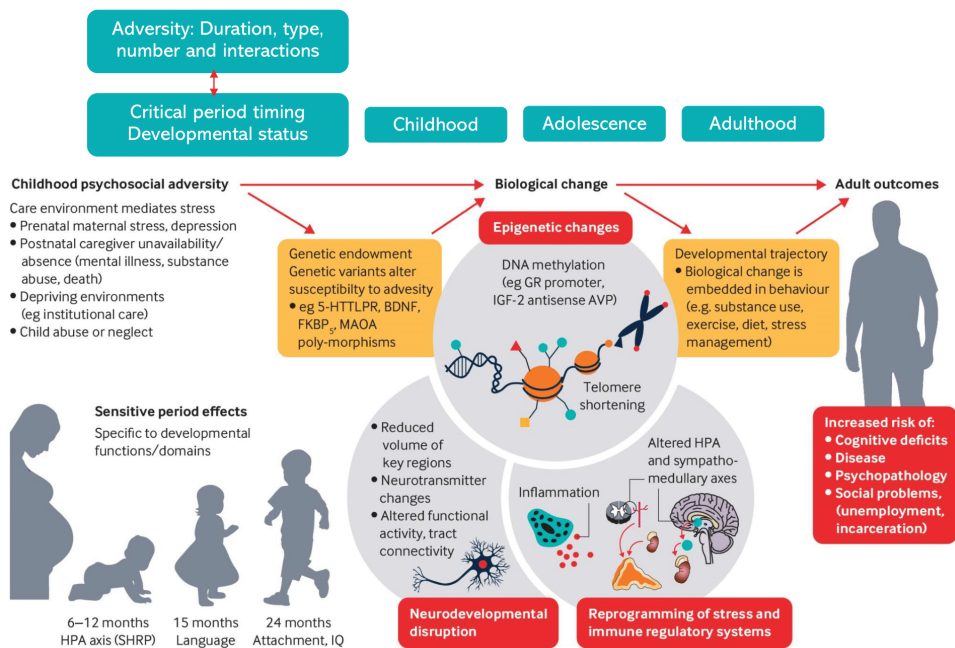 Adversity: Duration, type,
number and interactions
Critical period timing
Developmental status
Childhood
Adolescence
Adulthood
Childhood psychosocial adversity
Care environment mediates stress
• Prenatal maternal stress, depression
• Postnatal caregiver unavailability/
absence (mental illness, substance
abuse, death)
• Depriving environments
(eg institutional care)
• Child abuse or neglect
Genetic endowment
Genetic variants alter
susceptibilty to advesity
• eg 5-HTTLPR, BDNF,
FKBP5, MAOA
poly-morphisms
Biological change
Epigenetic changes
DNA methylation
(eg GR promoter,
IGF-2 antisense AVP)
Telomere
shortening
Developmental trajectory
• Biological change is
embedded in behaviour
(e.g. substance use,
exercise, diet, stress
management)
Adult outcomes
Increased risk of:
• Cognitive deficits
• Disease
• Psychopathology
• Social problems,
(unemployment,
incarceration)
Sensitive period effects
Specific to developmental
functions/domains
6–12 months
HPA axis (SHRP)
15 months
Language
24 months
Attachment, IQ
• Reduced
volume of
key regions
• Neurotransmitter
changes
• Altered functional
activity, tract
connectivity
Neurodevelopmental
disruption
Altered HPA
and sympatho-
medullary axes
Inflammation
Reprogramming of stress and
immune regulatory systems